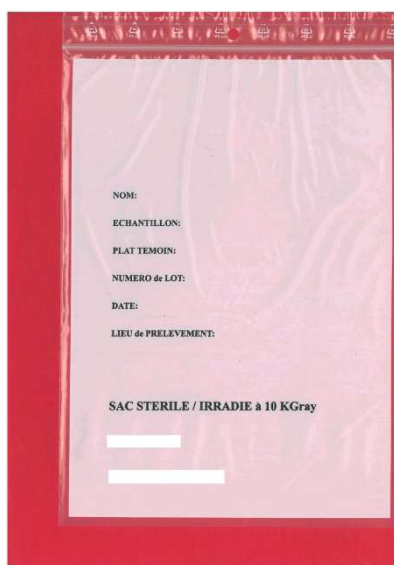 NOM:
ECHANTILLON:
PLAT TEMOIN:
NUMERO de LOT:
DATE:
LIEU de PRELEVEMENT:
SAC STERILE / IRRADIE à 10 KGray